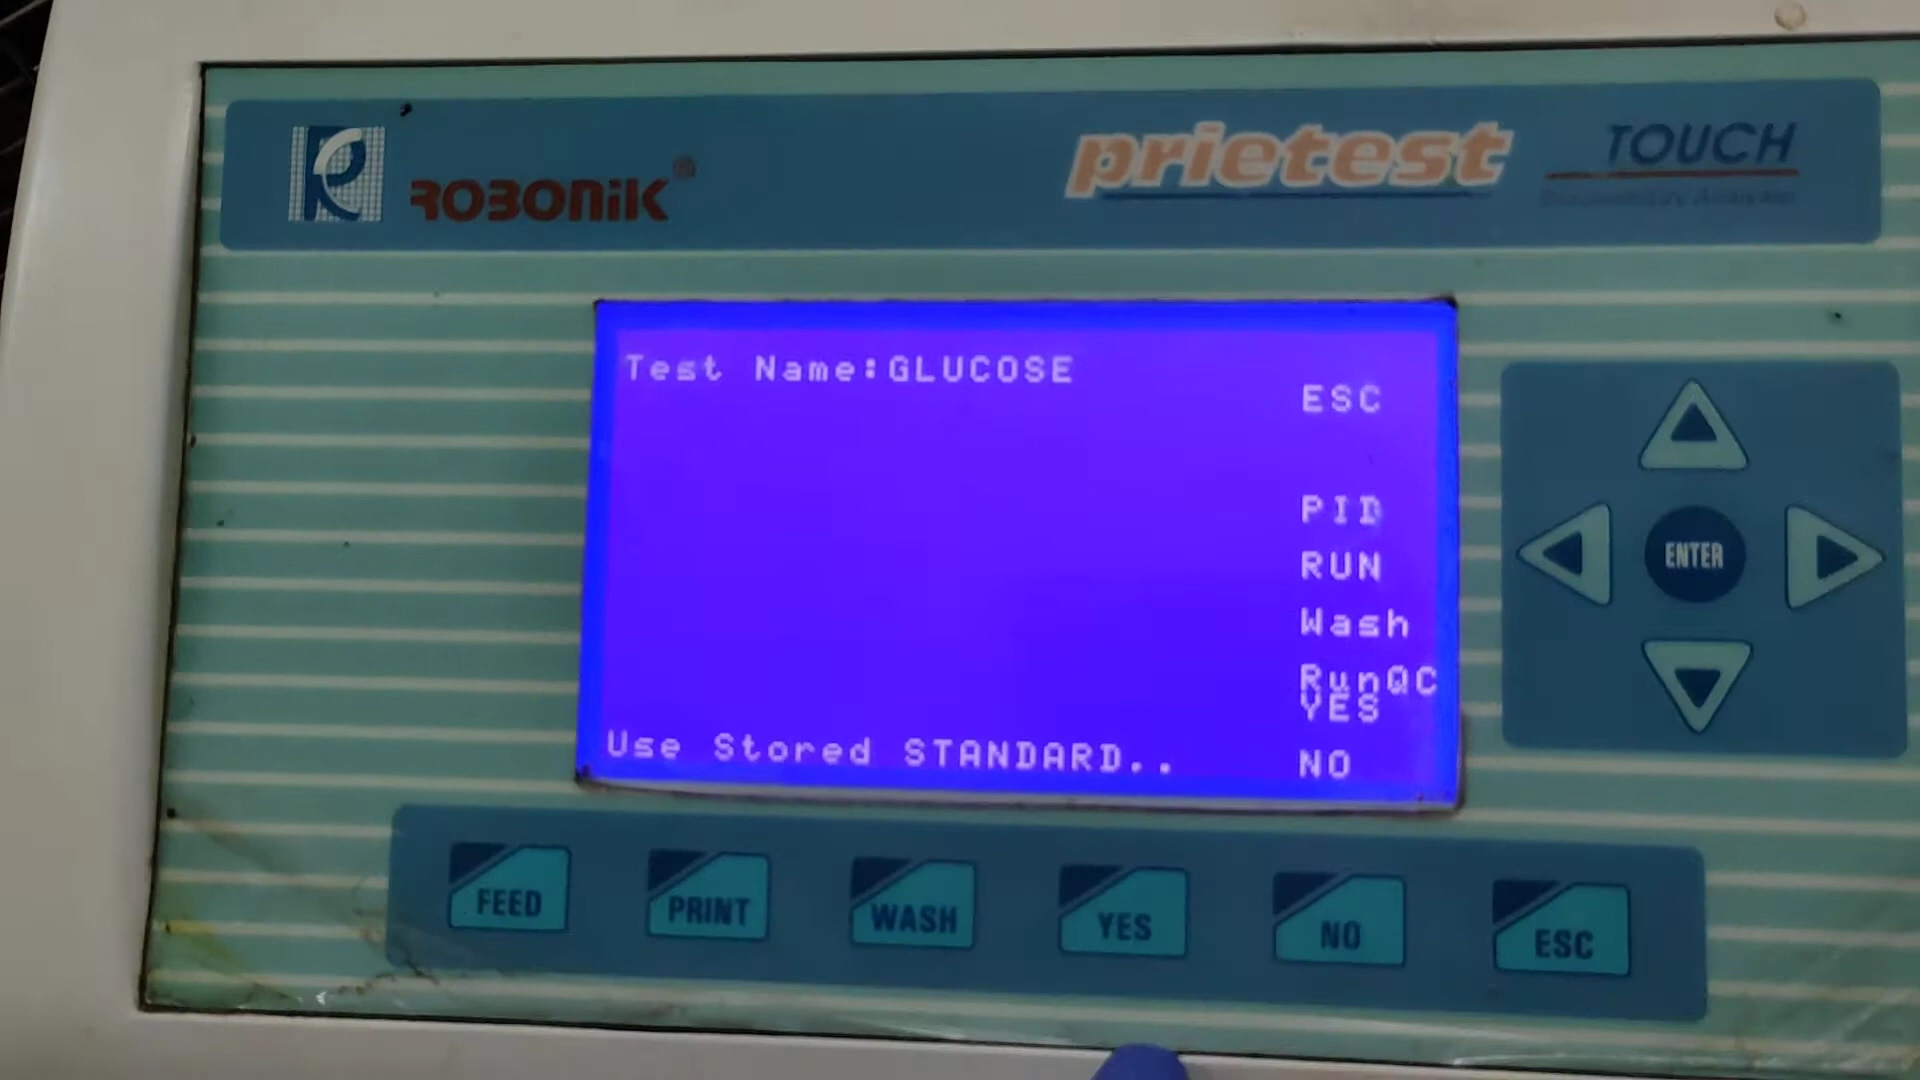 ROBONiK®
prietest TOUCH
Test Name:GLUCOSE
ESC
PID
RUN
Wash
RunQC
YES
Use Stored STANDARD..
NO
ENTER
FEED
PRINT
WASH
YES
NO
ESC